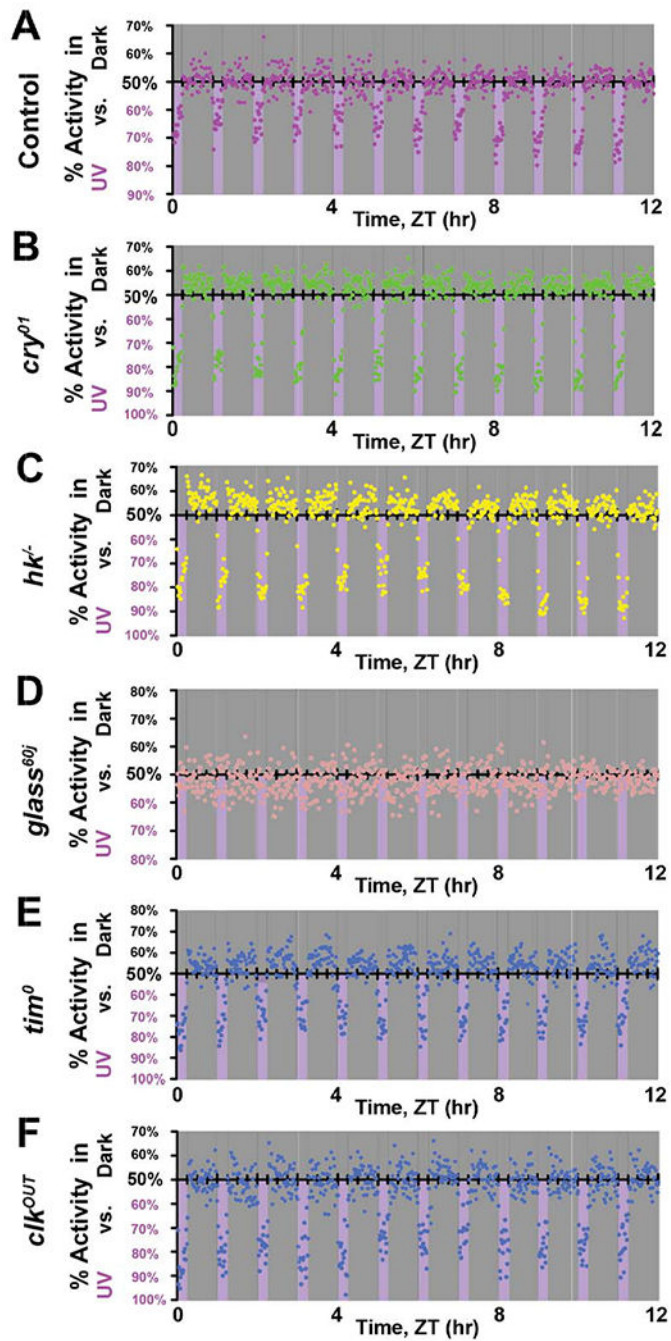 A
Control
% Activity in
UV vs. Dark
70%
60%
50%
60%
70%
80%
90%
0 4 8 12
Time, ZT (hr)
B
cry01
% Activity in
UV vs. Dark
70%
60%
50%
60%
70%
80%
90%
100%
0 4 8 12
Time, ZT (hr)
C
hk/-
% Activity in
UV vs. Dark
70%
60%
50%
60%
70%
80%
90%
100%
0 4 8 12
Time, ZT (hr)
D
glass60j
% Activity in
UV vs. Dark
80%
70%
60%
50%
60%
70%
80%
0 4 8 12
Time, ZT (hr)
E
tim0
% Activity in
UV vs. Dark
80%
70%
60%
50%
60%
70%
80%
90%
100%
0 4 8 12
Time, ZT (hr)
F
clkOUT
% Activity in
UV vs. Dark
70%
60%
50%
60%
70%
80%
90%
100%
0 4 8 12
Time, ZT (hr)